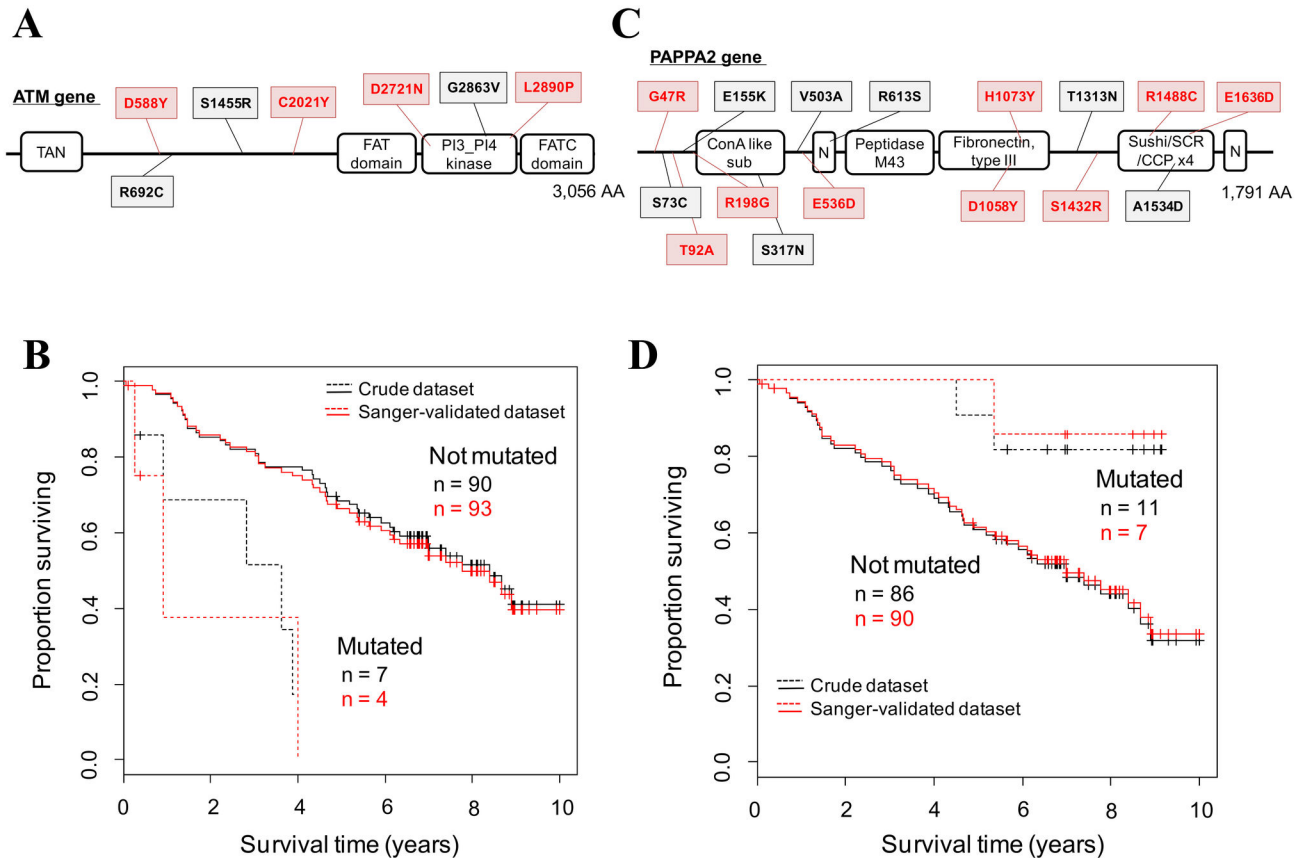 A
ATM gene
D588Y
S1455R
C2021Y
D2721N
G2863V
L2890P
TAN
FAT
domain
PI3_PI4
kinase
FATC
domain
R692C
3,056 AA
C
PAPPA2 gene
G47R
E155K
V503A
R613S
H1073Y
T1313N
R1488C
E1636D
ConA like
sub
N
Peptidase
M43
Fibronectin,
type III
Sushi/SCR
/CCP x4
N
1,791 AA
S73C
R198G
E536D
D1058Y
S1432R
A1534D
T92A
S317N
B
Proportion surviving
1.0
0.8
0.6
0.4
0.2
0.0
Crude dataset
Sanger-validated dataset
Not mutated
n = 90
n = 93
Mutated
n = 7
n = 4
0 2 4 6 8 10
Survival time (years)
D
Proportion surviving
1.0
0.8
0.6
0.4
0.2
0.0
Mutated
n = 11
n = 7
Not mutated
n = 86
n = 90
Crude dataset
Sanger-validated dataset
0 2 4 6 8 10
Survival time (years)